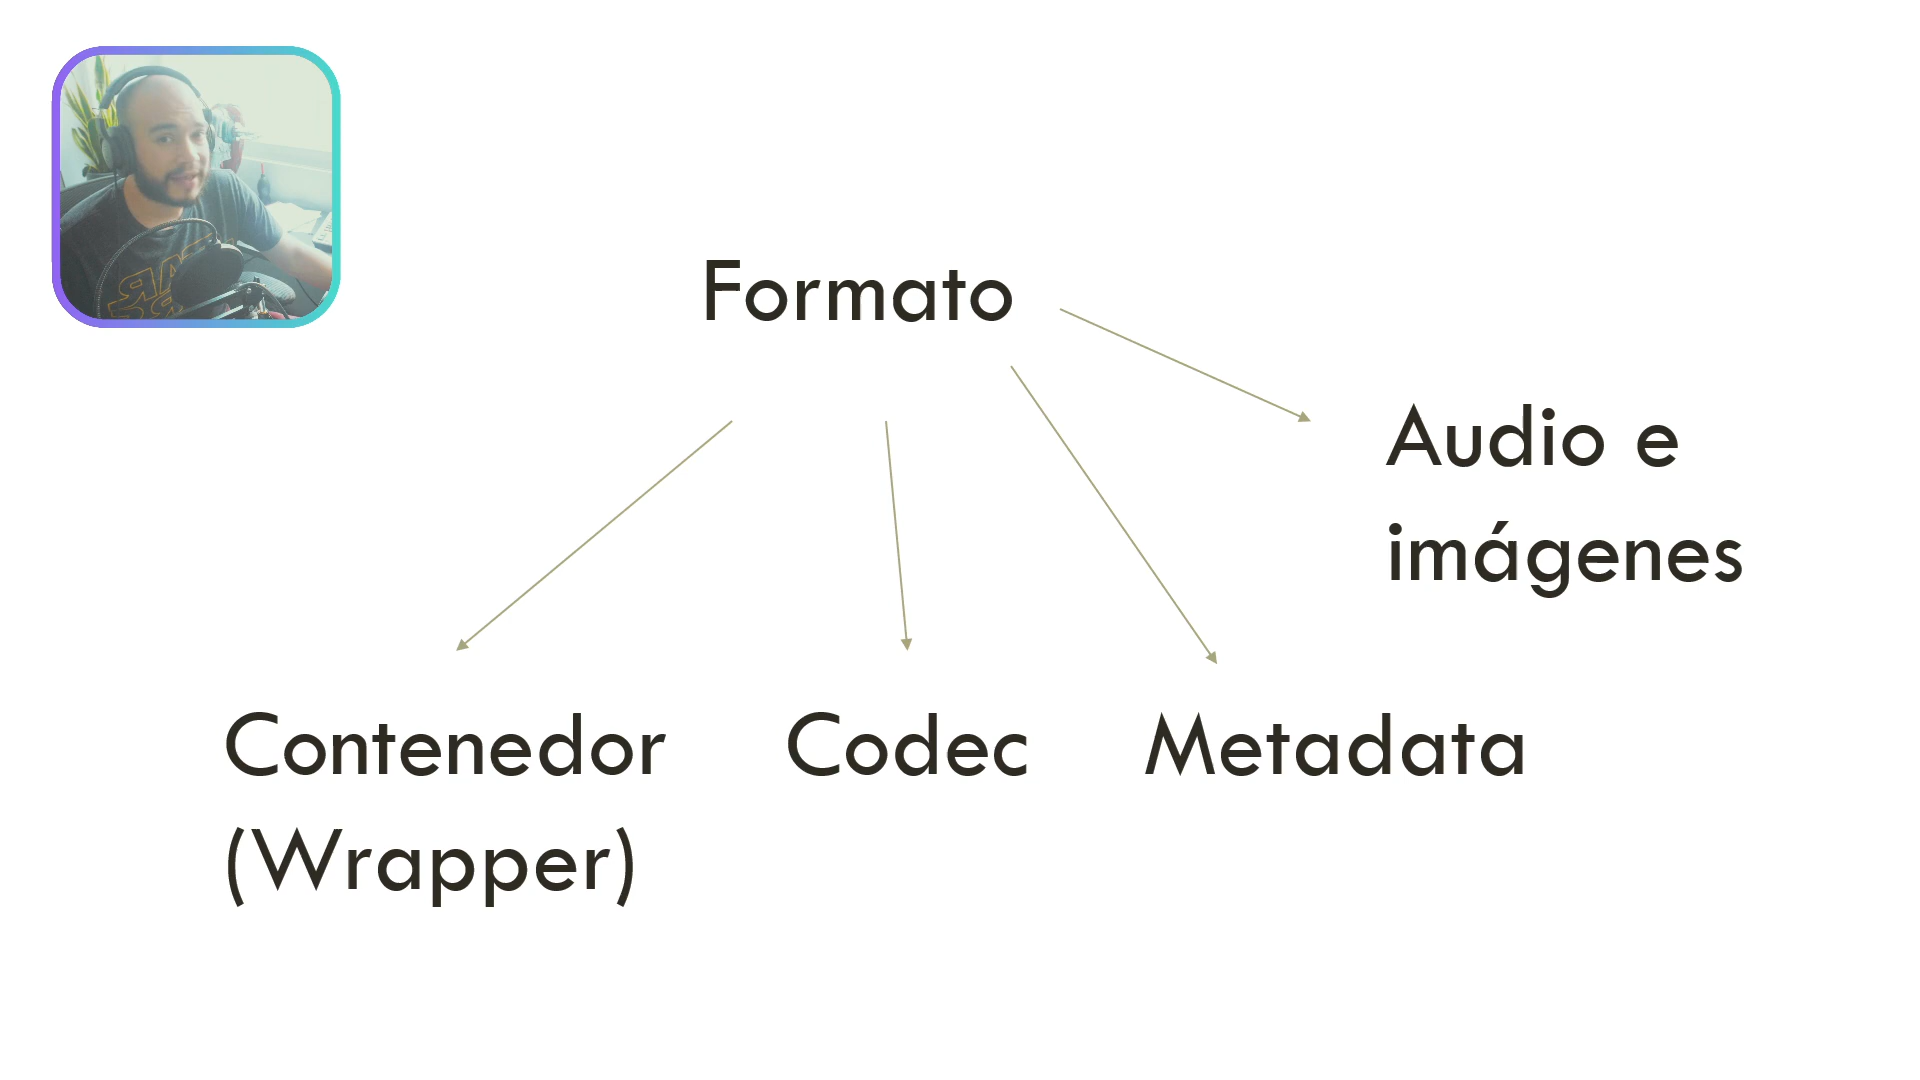 Formato
Audio e
imágenes
Contenedor
(Wrapper)
Codec
Metadata